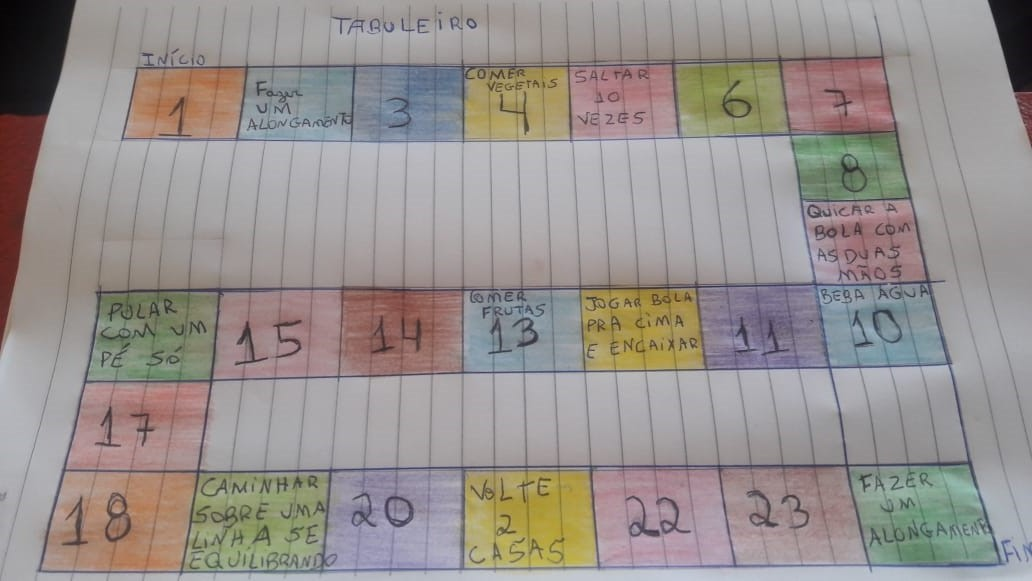 TABULEIRO
INÍCIO
1
Fazer
UM
ALONGAMENTO
3
COMER
VEGETAIS
4
SALTAR
10
VEZES
6
7
8
QUICAR A
BOLA COM
AS DUAS
MÃOS
BEBA ÁGUA
10
11
JOGAR BOLA
PRA CIMA
E ENCAIXAR
COMER
FRUTAS
13
14
15
PULAR
COM UM
PÉ SÓ
17
18
CAMINHAR
SOBRE UMA
LINHA SE
EQUILIBRANDO
20
VOLTE
2
CASAS
22
23
FAZER
UM
ALONGAMENTO